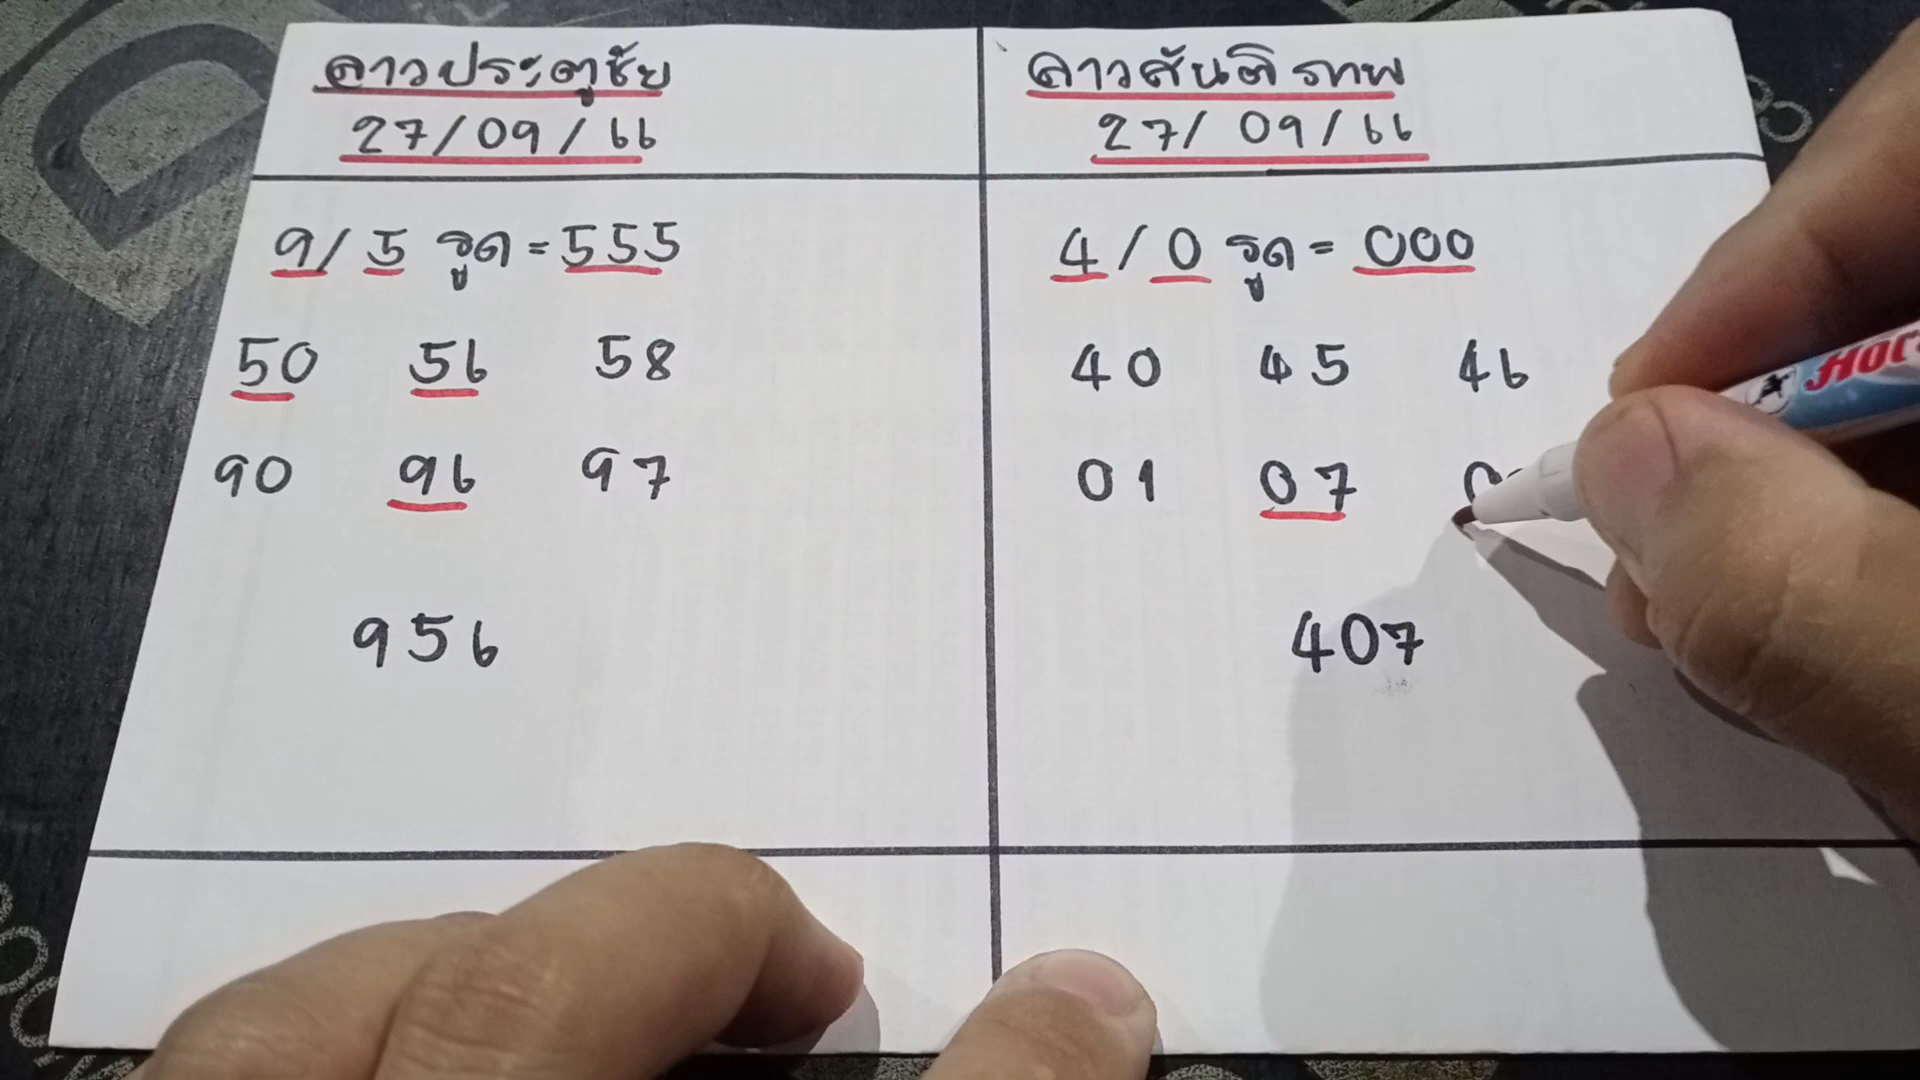 ลาวประตูชัย
27/09/66
9/5 รูด = 555
50 56 58
90 96 97
956
ลาวสันติภาพ
27/09/66
4/0 รูด = 000
40 45 46
01 07
407